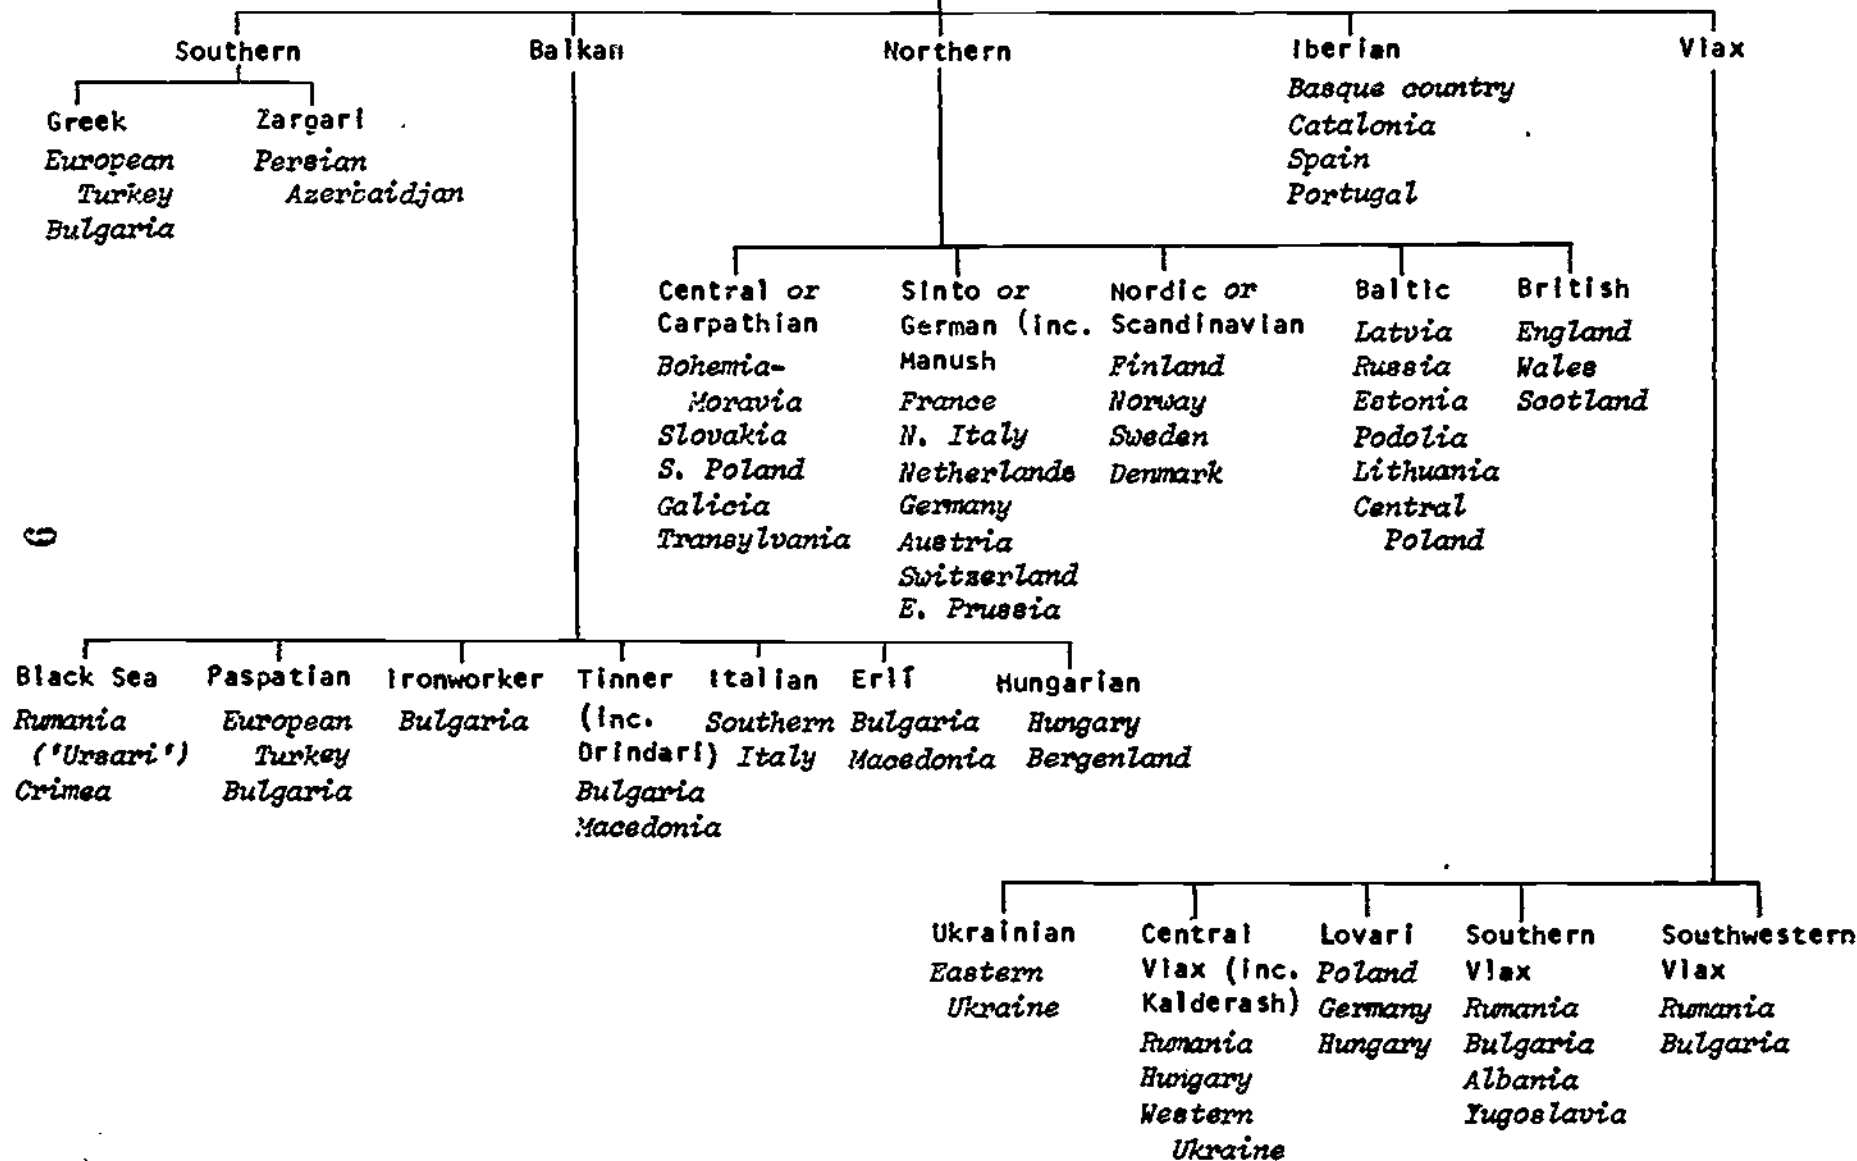 Southern
Balkan
Northern
Iberian
Vlax
Basque country
Catalonia
Spain
Portugal
Greek
European
Turkey
Bulgaria
Zargari
Persian
Azerbaidjan
Central or
Carpathian
Bohemia-
Moravia
Slovakia
S. Poland
Galicia
Transylvania
Sinto or
German (inc.
Manush
France
N. Italy
Netherlands
Germany
Austria
Switzerland
E. Prussia
Nordic or
Scandinavian
Finland
Norway
Sweden
Denmark
Baltic
Latvia
Russia
Estonia
Podolia
Lithuania
Central
Poland
British
England
Wales
Scotland
9
Black Sea
Rumania
('Ursari')
Crimea
Paspatian
European
Turkey
Bulgaria
Ironworker
Bulgaria
Tinner
(inc.
Drindari)
Bulgaria
Macedonia
Italian
Southern
Italy
Erlí
Bulgaria
Macedonia
Hungarian
Hungary
Bergenland
Ukrainian
Eastern
Ukraine
Central
Vlax (inc.
Kalderash)
Rumania
Hungary
Western
Ukraine
Lovari
Poland
Germany
Hungary
Southern
Vlax
Rumania
Bulgaria
Albania
Yugoslavia
Southwestern
Vlax
Rumania
Bulgaria